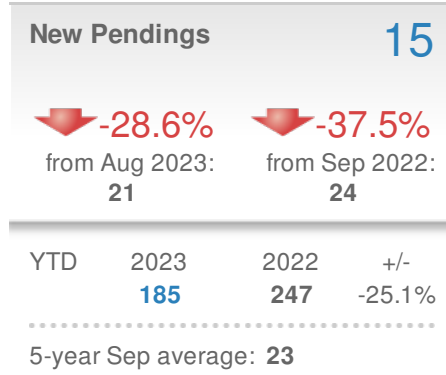 New Pendings 15
-28.6% -37.5%
from Aug 2023: from Sep 2022:
21 24
YTD 2023 2022 +/-
185 247 -25.1%
5-year Sep average: 23